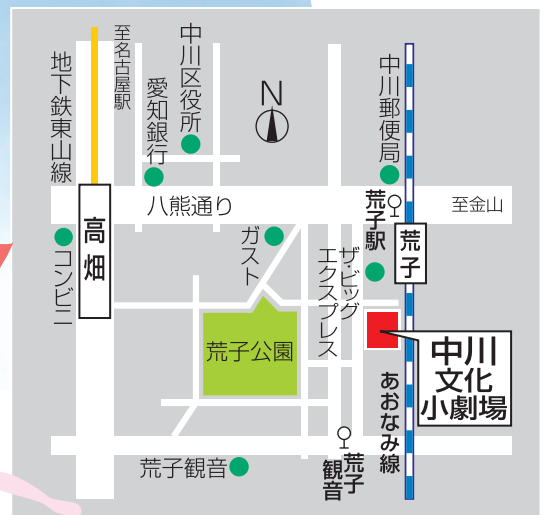 地下鉄東山線
至名古屋駅
愛知銀行
中川区役所
N
中川郵便局
八熊通り
荒子駅
至金山
高畑
コンビニ
ガスト
ザ・ビッグ
エクスプレス
荒子
荒子公園
中川
文化
小劇場
あおなみ線
荒子観音
荒子
観音